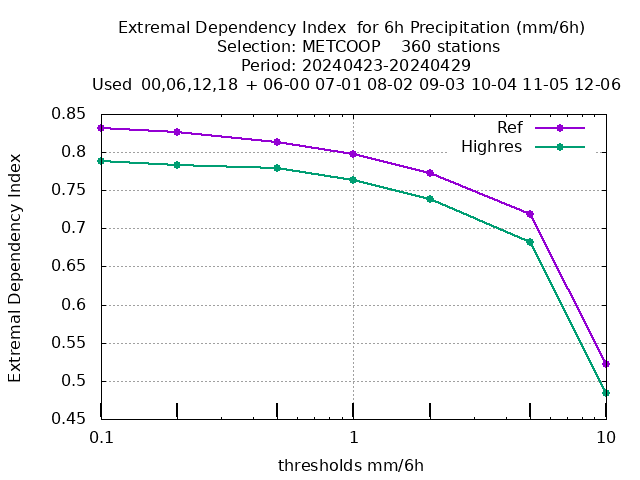 Extremal Dependency Index  for 6h Precipitation (mm/6h)
Selection: METCOOP    360 stations
Period: 20240423-20240429
Used  00,06,12,18  + 06-00 07-01 08-02 09-03 10-04 11-05 12-06
Extremal Dependency Index
0.85
0.8
0.75
0.7
0.65
0.6
0.55
0.5
0.45
Ref
Highres
0.1
1
10
thresholds mm/6h